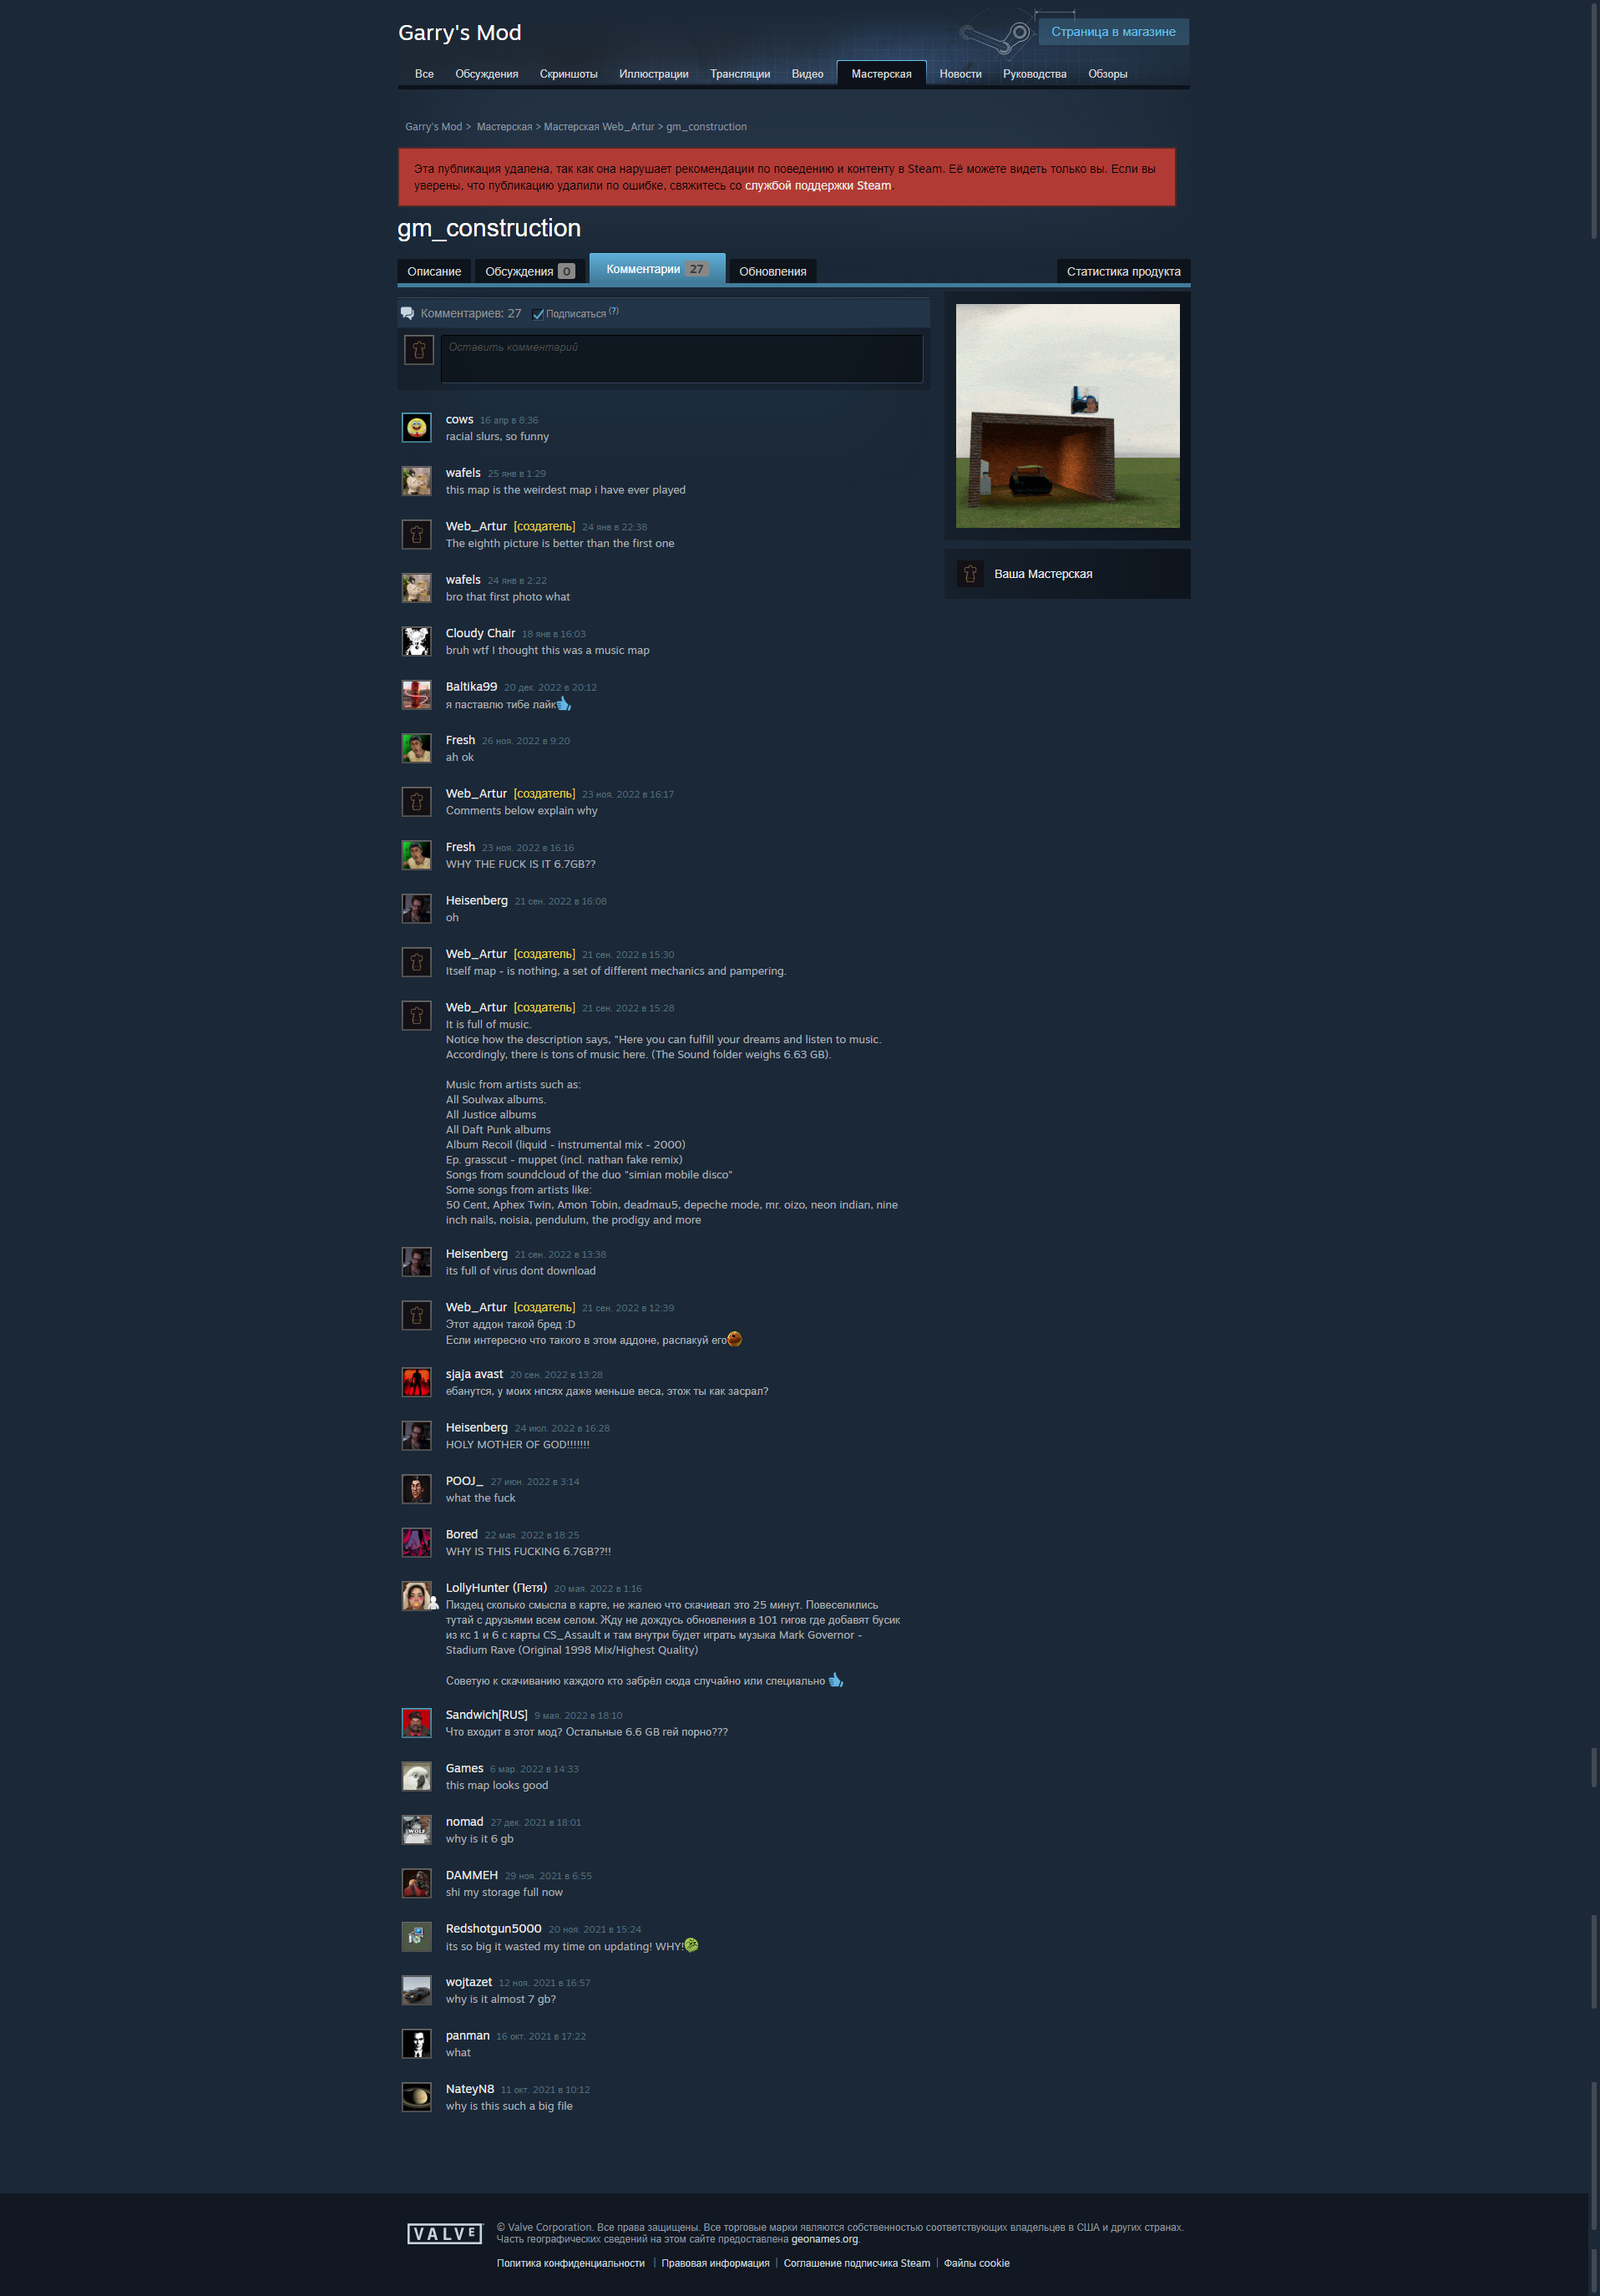 Garry's Mod
Страница в магазине
Все Обсуждения Скриншоты Иллюстрации Трансляции Видео Мастерская Новости Руководства Обзоры
Garry's Mod > Мастерская > Мастерская Web_Artur > gm_construction
Эта публикация удалена, так как она нарушает рекомендации по поведению и контенту в Steam. Её можете видеть только вы. Если вы
уверены, что публикацию удалили по ошибке, свяжитесь со службой поддержки Steam.
gm_construction
Описание Обсуждения 0 Комментарии 27 Обновления Статистика продукта
Комментариев: 27 Подписаться (?)
Оставить комментарий
Ваша Мастерская
cows 16 апр в 8:36
racial slurs, so funny
wafels 25 янв в 1:29
this map is the weirdest map i have ever played
Web_Artur [создатель] 24 янв в 22:38
The eighth picture is better than the first one
wafels 24 янв в 2:22
bro that first photo what
Cloudy Chair 18 янв в 16:03
bruh wtf I thought this was a music map
Baltika99 20 дек. 2022 в 20:12
я паставлю тибе лайк
Fresh 26 ноя. 2022 в 9:20
ah ok
Web_Artur [создатель] 23 ноя. 2022 в 16:17
Comments below explain why
Fresh 23 ноя. 2022 в 16:16
WHY THE FUCK IS IT 6.7GB??
Heisenberg 21 сен. 2022 в 16:08
oh
Web_Artur [создатель] 21 сен. 2022 в 15:30
Itself map - is nothing, a set of different mechanics and pampering.
Web_Artur [создатель] 21 сен. 2022 в 15:28
It is full of music.
Notice how the description says, "Here you can fulfill your dreams and listen to music.
Accordingly, there is tons of music here. (The Sound folder weighs 6.63 GB).
Music from artists such as:
All Soulwax albums.
All Justice albums
All Daft Punk albums
Album Recoil (liquid - instrumental mix - 2000)
Ep. grasscut - muppet (incl. nathan fake remix)
Songs from soundcloud of the duo "simian mobile disco"
Some songs from artists like:
50 Cent, Aphex Twin, Amon Tobin, deadmau5, depeche mode, mr. oizo, neon indian, nine
inch nails, noisia, pendulum, the prodigy and more
Heisenberg 21 сен. 2022 в 13:38
its full of virus dont download
Web_Artur [создатель] 21 сен. 2022 в 12:39
Этот аддон такой бред :D
Если интересно что такого в этом аддоне, распакуй его
sjaja avast 20 сен. 2022 в 13:28
ебанутся, у моих нпсях даже меньше веса, этож ты как засрал?
Heisenberg 24 июл. 2022 в 16:28
HOLY MOTHER OF GOD!!!!!!!
POOJ_ 27 июн. 2022 в 3:14
what the fuck
Bored 22 мая. 2022 в 18:25
WHY IS THIS FUCKING 6.7GB??!!
LollyHunter (Петя) 20 мая. 2022 в 1:16
Пиздец сколько смысла в карте, не жалею что скачивал это 25 минут. Повеселились
тутай с друзьями всем селом. Жду не дождусь обновления в 101 гигов где добавят бусик
из кс 1 и 6 с карты CS_Assault и там внутри будет играть музыка Mark Governor -
Stadium Rave (Original 1998 Mix/Highest Quality)
Советую к скачиванию каждого кто забрёл сюда случайно или специально
Sandwich[RUS] 9 мая. 2022 в 18:10
Что входит в этот мод? Остальные 6.6 GB гей порно???
Games 6 мар. 2022 в 14:33
this map looks good
nomad 27 дек. 2021 в 18:01
why is it 6 gb
DAMMEH 29 ноя. 2021 в 6:55
shi my storage full now
Redshotgun5000 20 ноя. 2021 в 15:24
its so big it wasted my time on updating! WHY!
wojtazet 12 ноя. 2021 в 16:57
why is it almost 7 gb?
panman 16 окт. 2021 в 17:22
what
NateyN8 11 окт. 2021 в 10:12
why is this such a big file
VALVE
© Valve Corporation. Все права защищены. Все торговые марки являются собственностью соответствующих владельцев в США и других странах.
Часть географических сведений на этом сайте предоставлена geonames.org.
Политика конфиденциальности | Правовая информация | Соглашение подписчика Steam | Файлы cookie